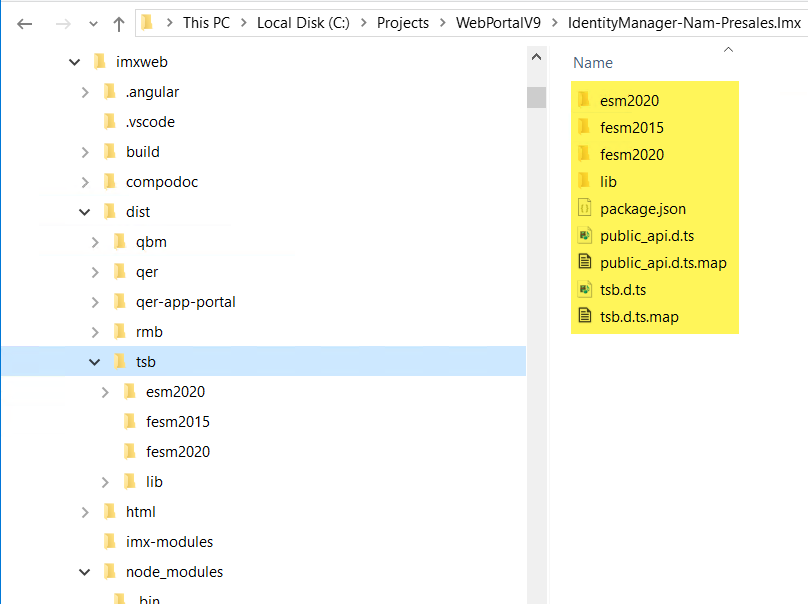 This PC > Local Disk (C:) > Projects > WebPortalV9 > IdentityManager-Nam-Presales.Imx
imxweb
.angular
.vscode
build
compodoc
dist
qbm
qer
qer-app-portal
rmb
tsb
esm2020
fesm2015
fesm2020
lib
html
imx-modules
node_modules
.bin
Name
esm2020
fesm2015
fesm2020
lib
package.json
public_api.d.ts
public_api.d.ts.map
tsb.d.ts
tsb.d.ts.map